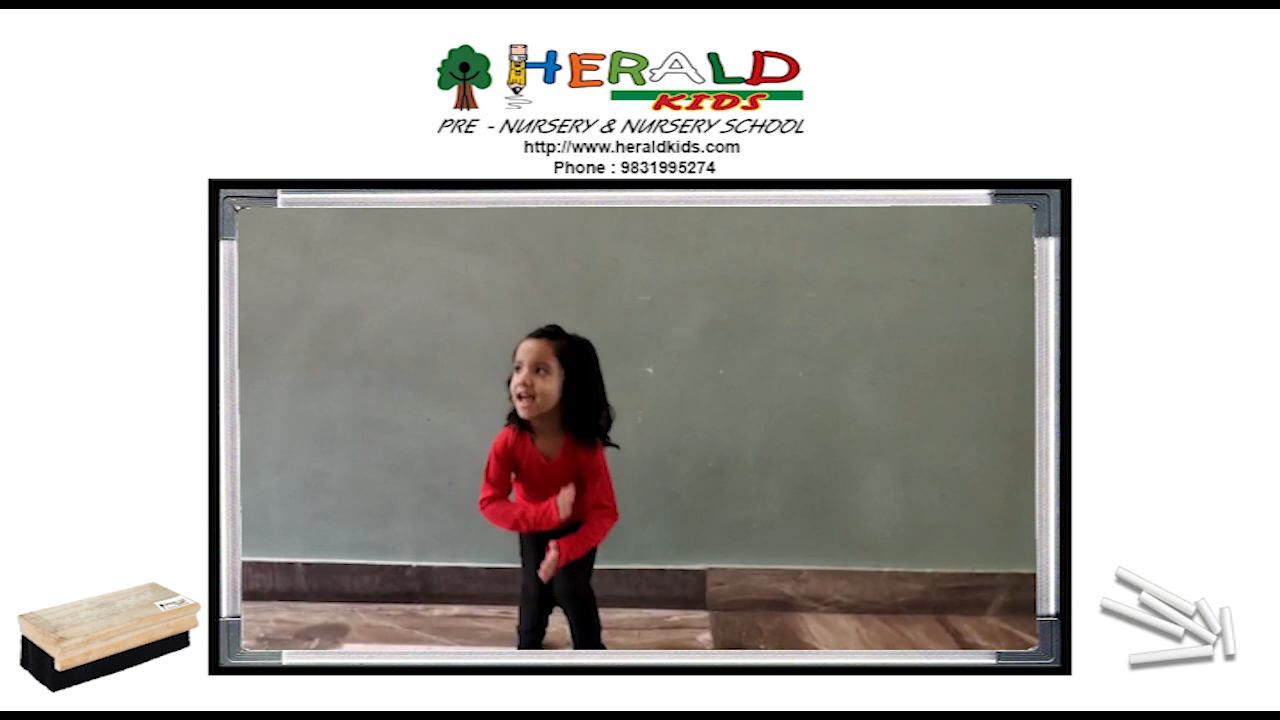 HERALD
KIDS
PRE - NURSERY & NURSERY SCHOOL
http://www.heraldkids.com
Phone : 9831995274